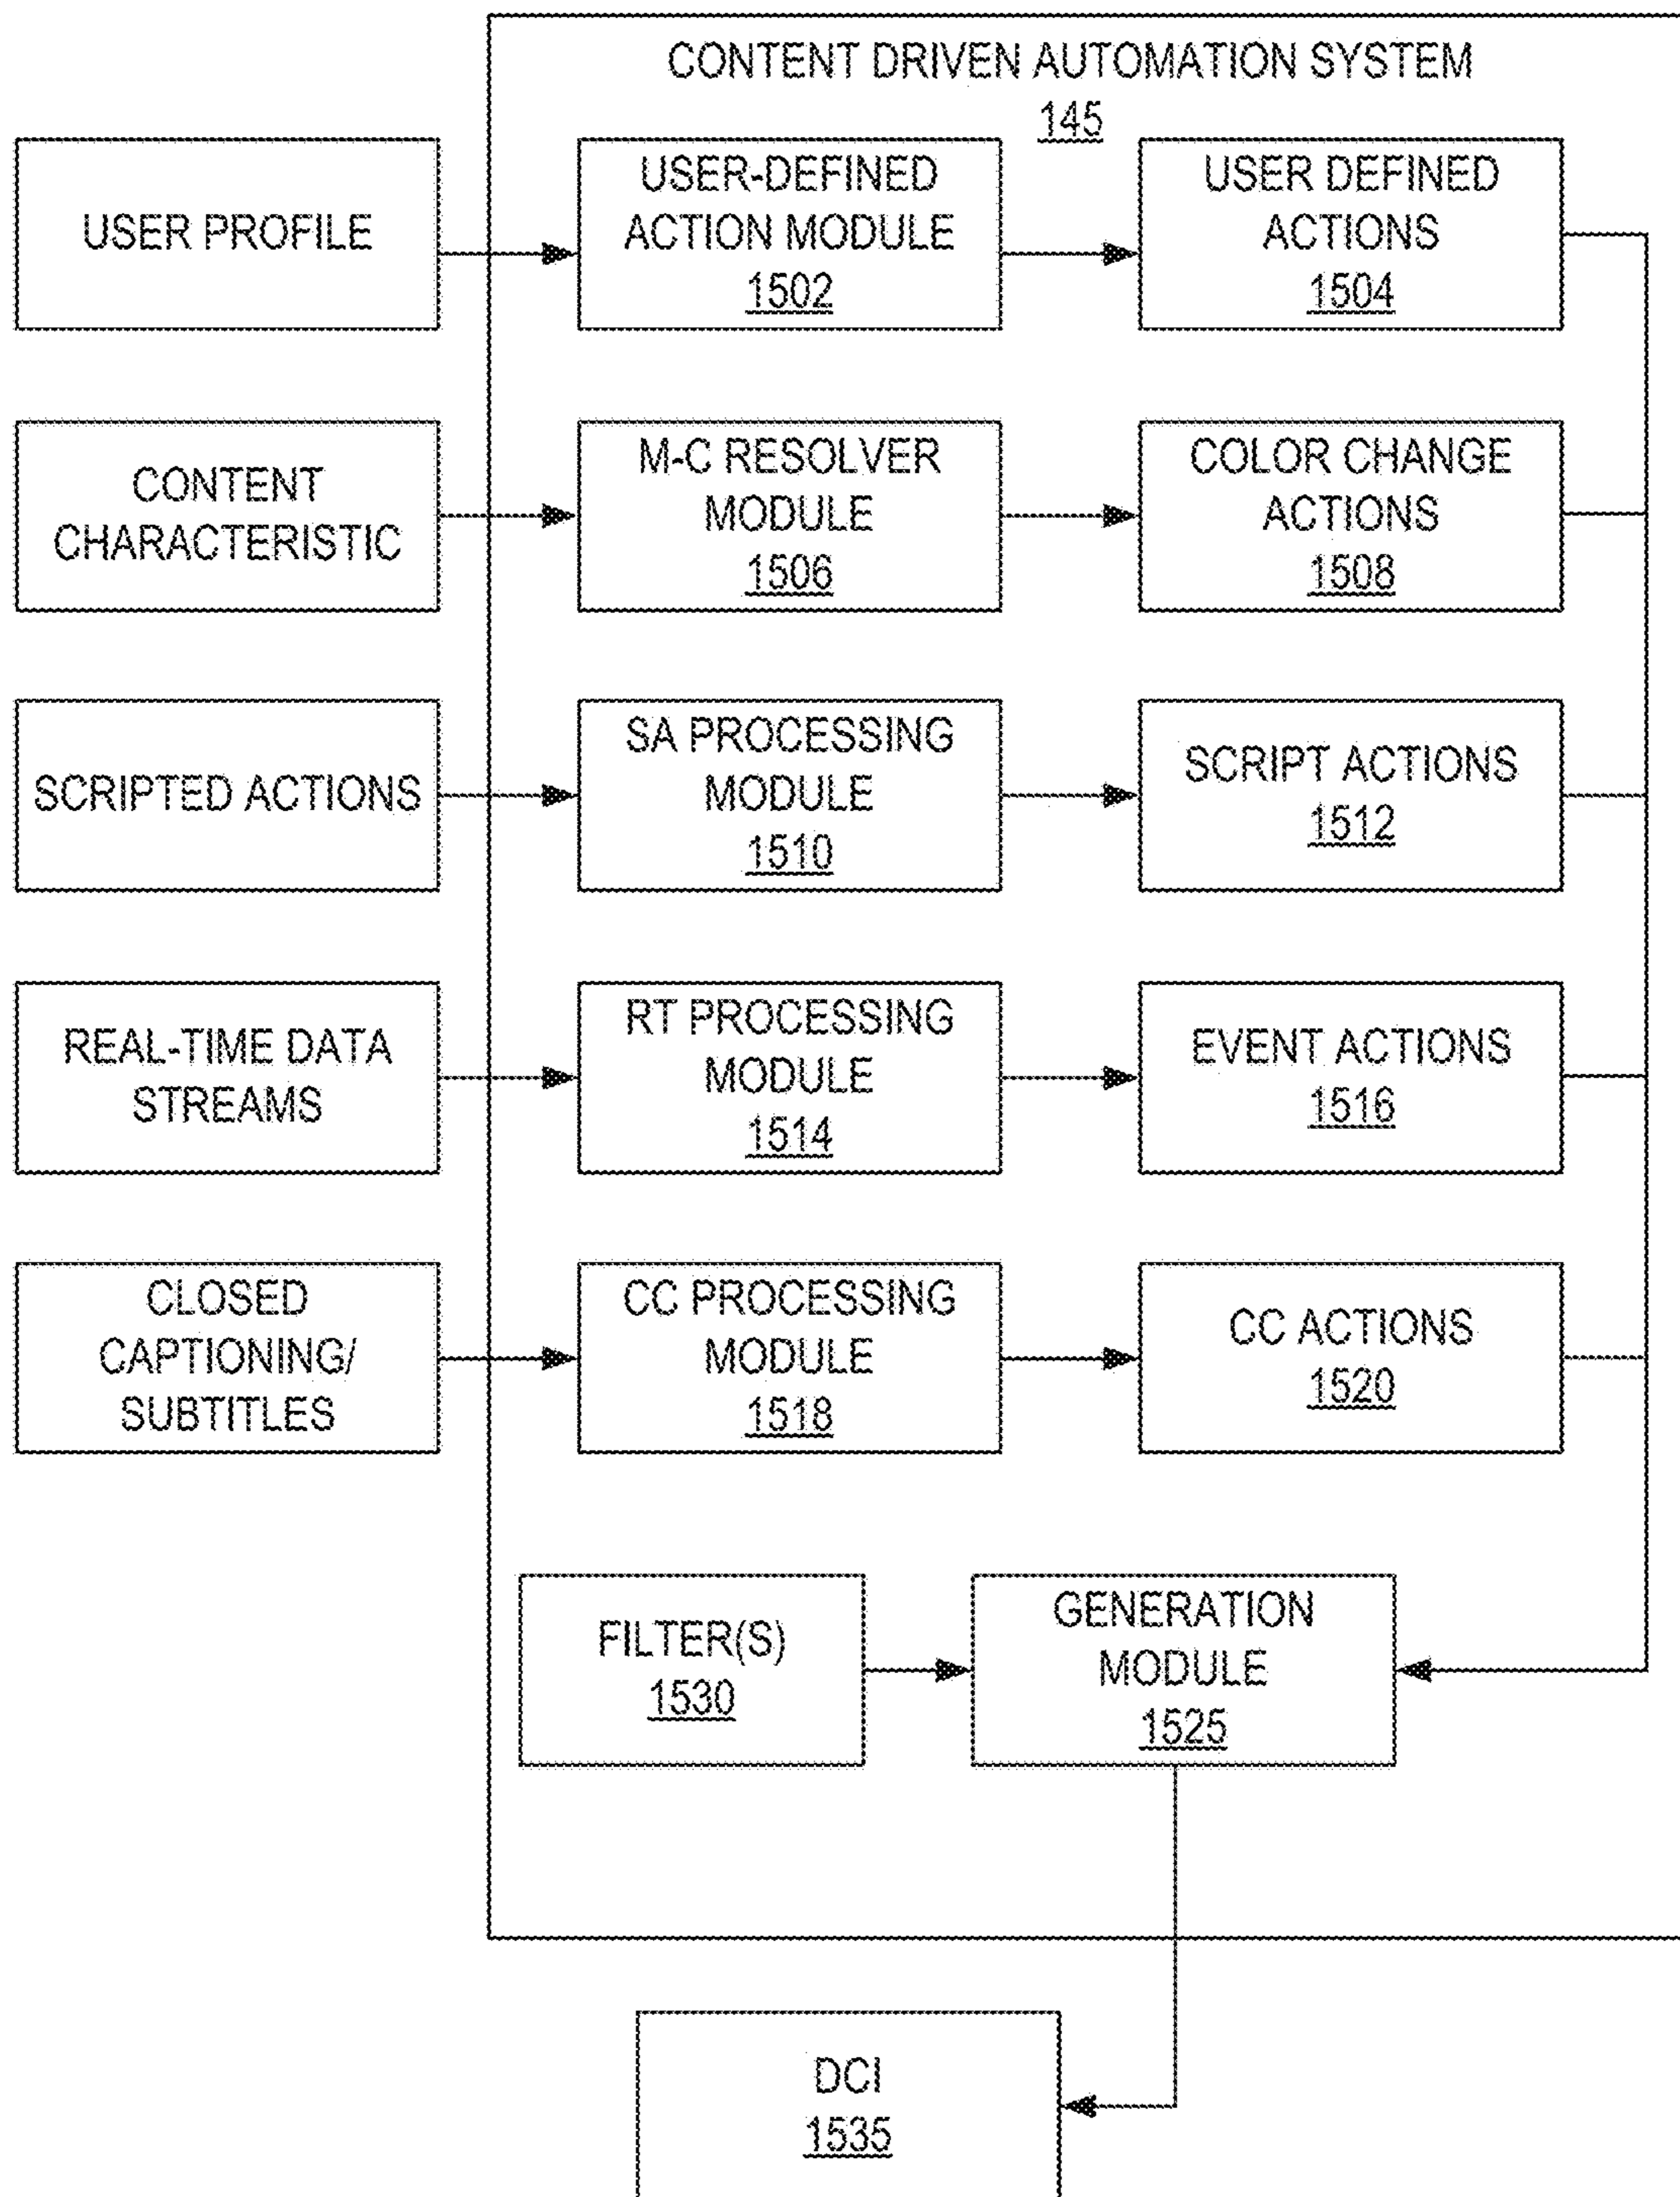 CONTENT DRIVEN AUTOMATION SYSTEM
145
USER PROFILE
USER-DEFINED
ACTION MODULE
1502
USER DEFINED
ACTIONS
1504
CONTENT
CHARACTERISTIC
M-C RESOLVER
MODULE
1506
COLOR CHANGE
ACTIONS
1508
SCRIPTED ACTIONS
SA PROCESSING
MODULE
1510
SCRIPT ACTIONS
1512
REAL-TIME DATA
STREAMS
RT PROCESSING
MODULE
1514
EVENT ACTIONS
1516
CLOSED
CAPTIONING/
SUBTITLES
CC PROCESSING
MODULE
1518
CC ACTIONS
1520
FILTER(S)
1530
GENERATION
MODULE
1525
DCI
1535